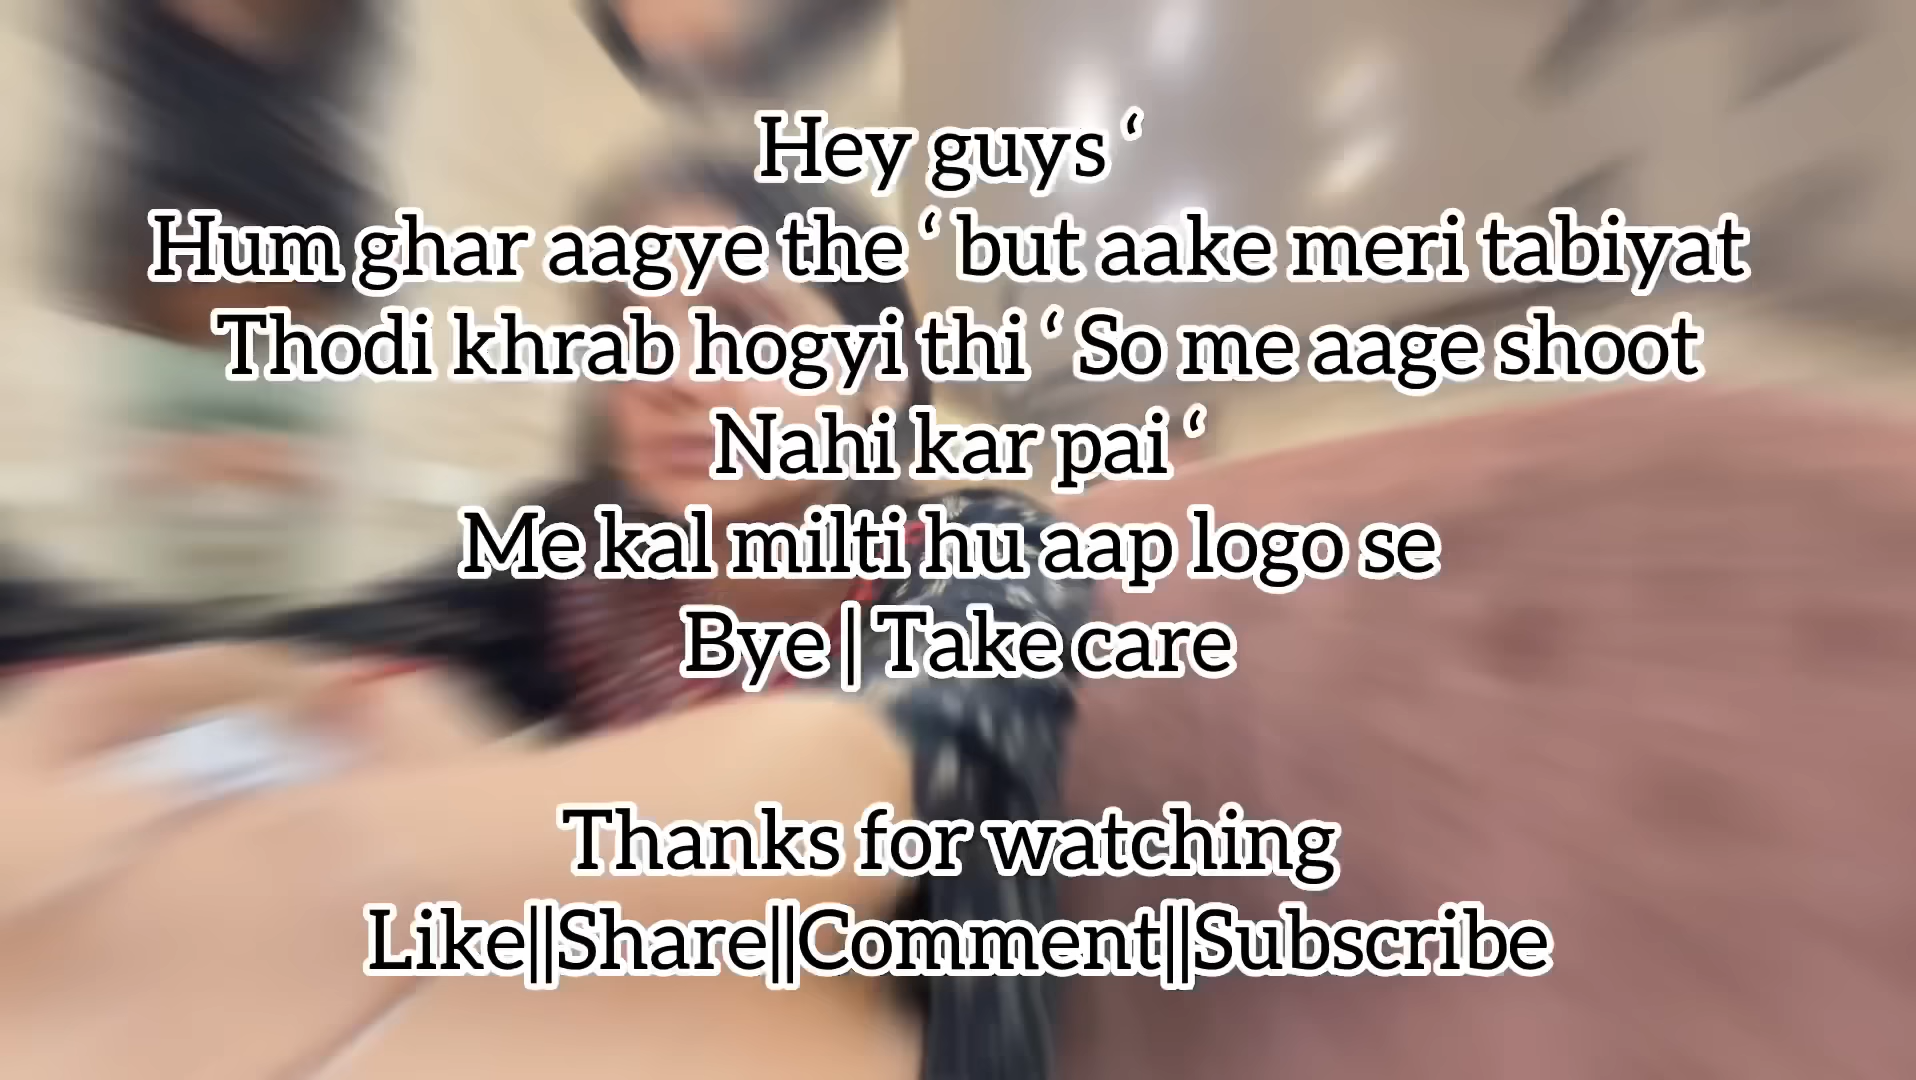 Hey guys ‘
Hum ghar aagye the ‘ but aake meri tabiyat
Thodi khrab hogyi thi ‘ So me aage shoot
Nahi kar pai ‘
Me kal milti hu aap logo se
Bye | Take care
Thanks for watching
Like||Share||Comment||Subscribe